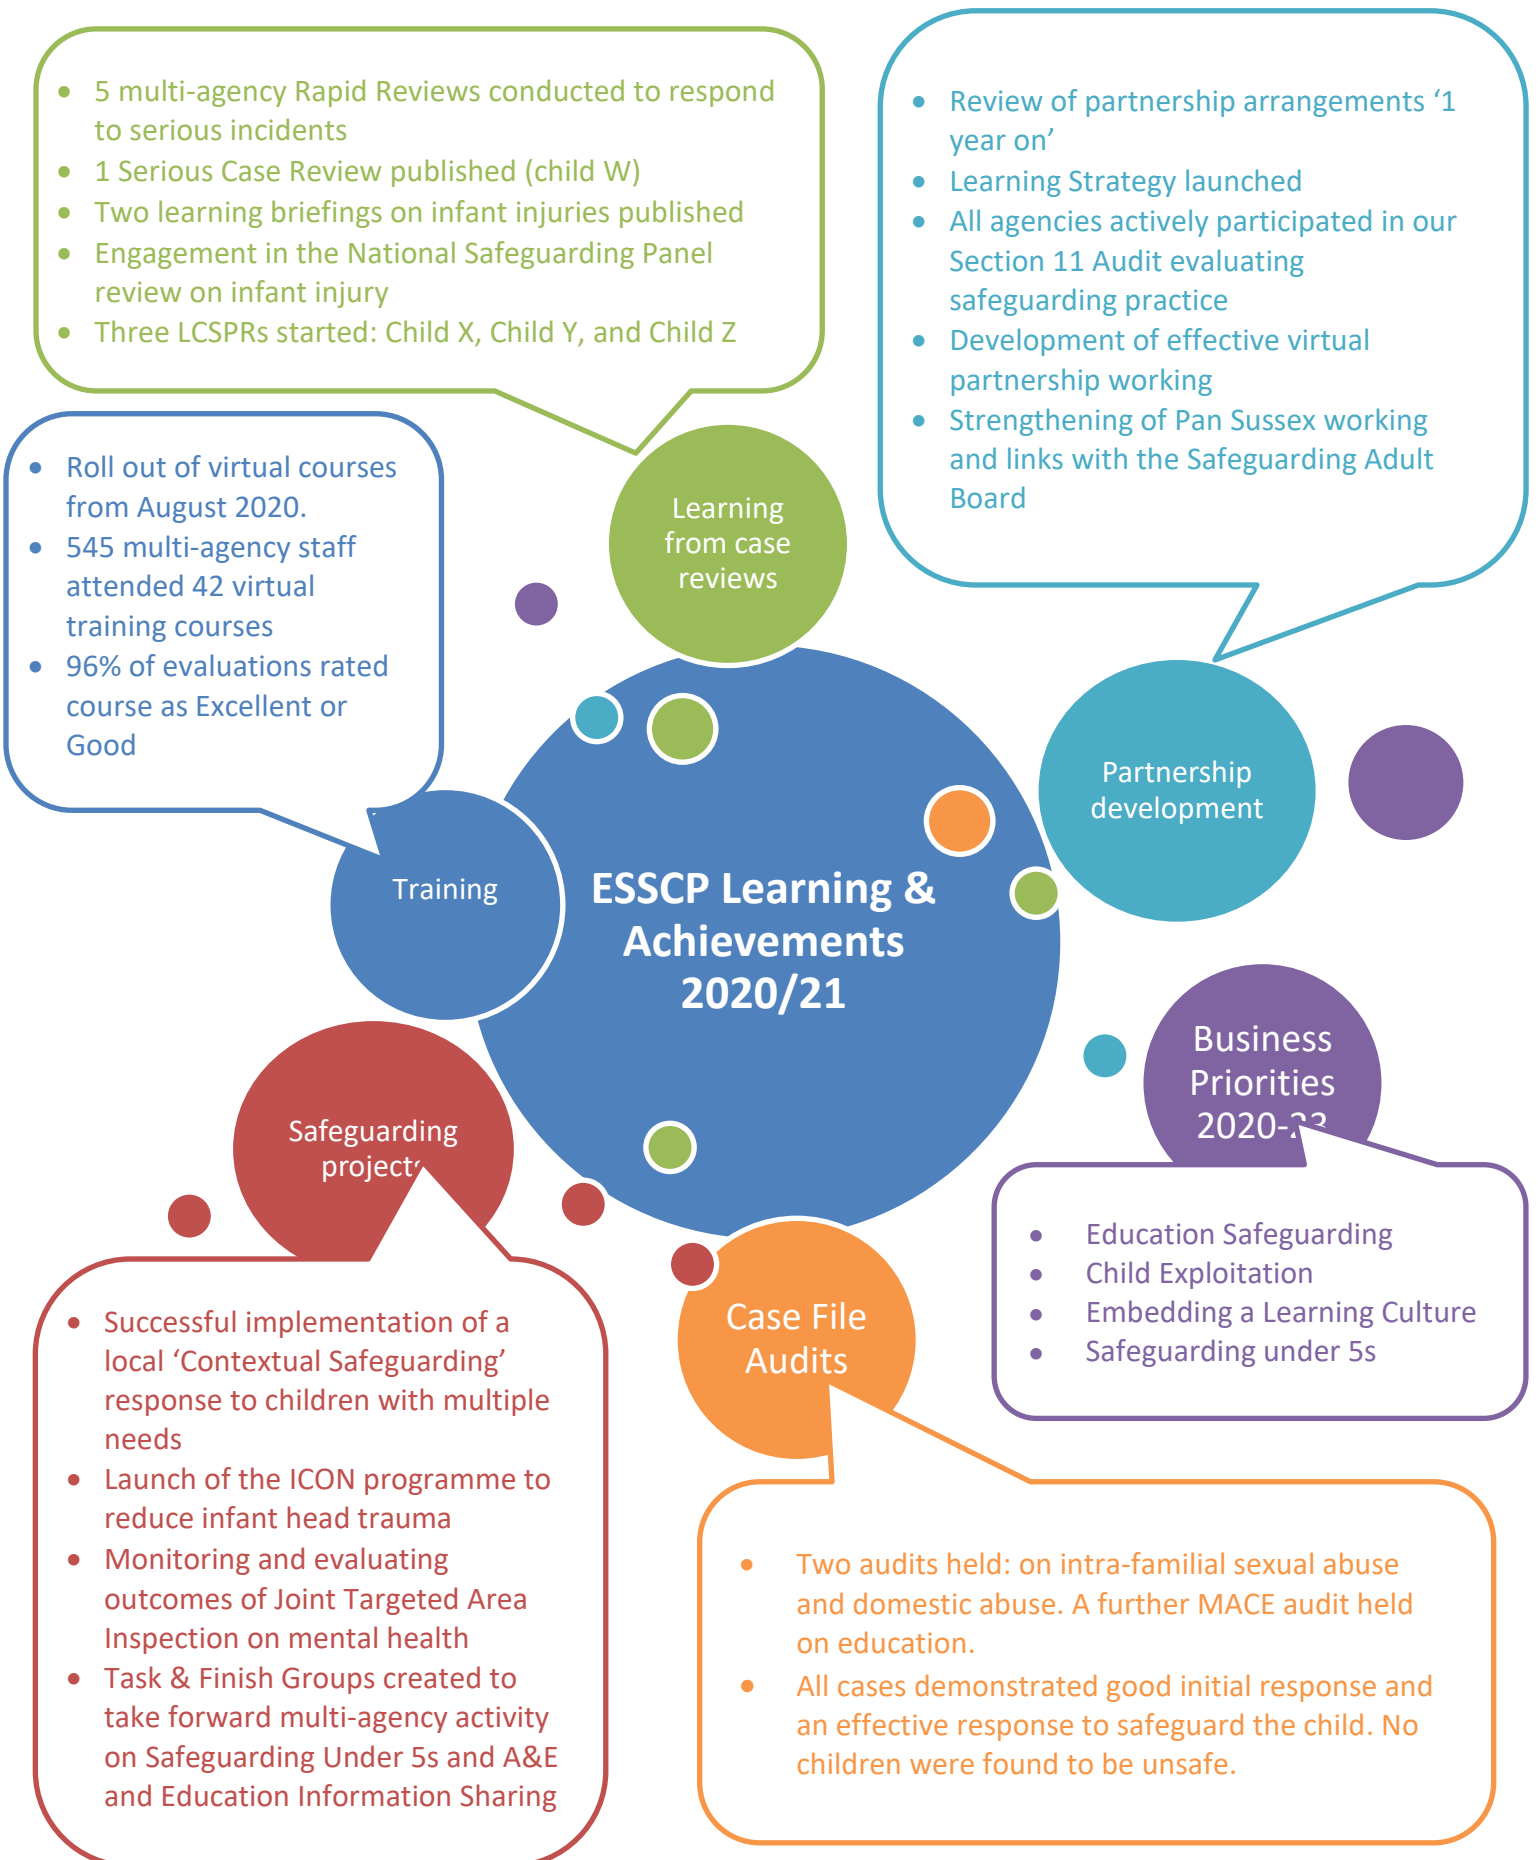 • 5 multi-agency Rapid Reviews conducted to respond
to serious incidents
• 1 Serious Case Review published (child W)
• Two learning briefings on infant injuries published
• Engagement in the National Safeguarding Panel
review on infant injury
• Three LCSPRs started: Child X, Child Y, and Child Z
• Review of partnership arrangements ‘1
year on’
• Learning Strategy launched
• All agencies actively participated in our
Section 11 Audit evaluating
safeguarding practice
• Development of effective virtual
partnership working
• Strengthening of Pan Sussex working
and links with the Safeguarding Adult
Board
• Roll out of virtual courses
from August 2020.
• 545 multi-agency staff
attended 42 virtual
training courses
• 96% of evaluations rated
course as Excellent or
Good
Learning
from case
reviews
Partnership
development
Training
ESSCP Learning &
Achievements
2020/21
Business
Priorities
2020-23
Safeguarding
projects
• Education Safeguarding
• Child Exploitation
• Embedding a Learning Culture
• Safeguarding under 5s
Case File
Audits
• Successful implementation of a
local ‘Contextual Safeguarding’
response to children with multiple
needs
• Launch of the ICON programme to
reduce infant head trauma
• Monitoring and evaluating
outcomes of Joint Targeted Area
Inspection on mental health
• Task & Finish Groups created to
take forward multi-agency activity
on Safeguarding Under 5s and A&E
and Education Information Sharing
• Two audits held: on intra-familial sexual abuse
and domestic abuse. A further MACE audit held
on education.
• All cases demonstrated good initial response and
an effective response to safeguard the child. No
children were found to be unsafe.